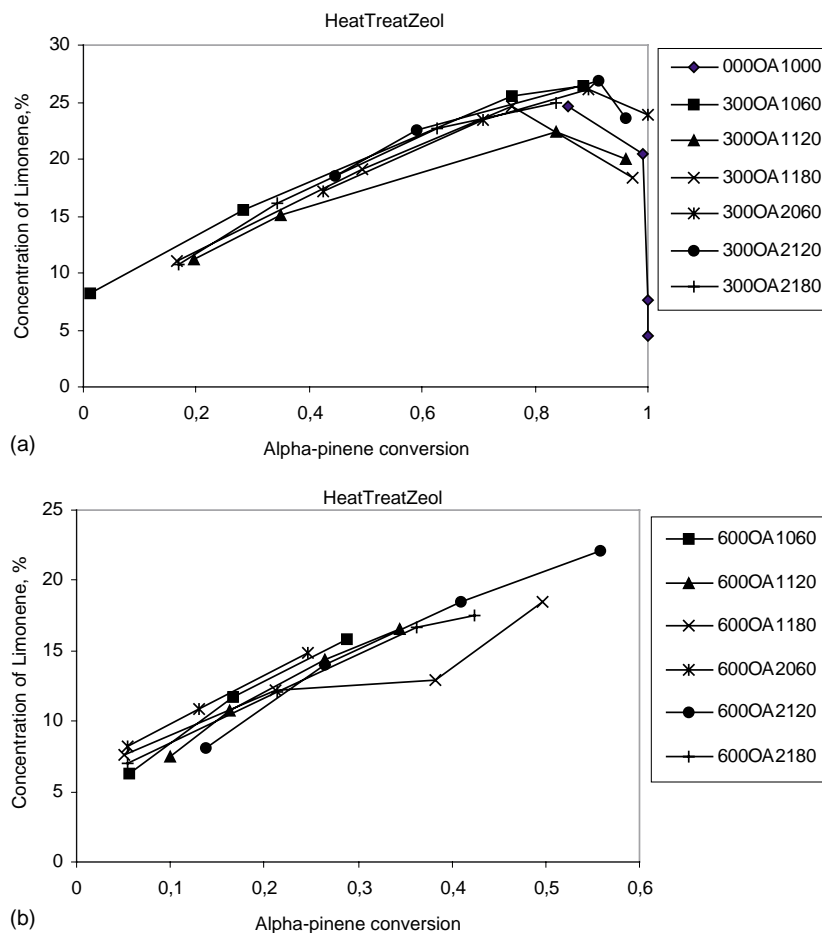 HeatTreatZeol
30
25
20
15
10
5
0
Concentration of Limonene,%
0
0,2
0,4
0,6
0,8
1
Alpha-pinene conversion
(a)
000OA1000
300OA1060
300OA1120
300OA1180
300OA2060
300OA2120
300OA2180
HeatTreatZeol
25
20
15
10
5
0
Concentration of Limonene, %
0
0,1
0,2
0,3
0,4
0,5
0,6
Alpha-pinene conversion
(b)
600OA1060
600OA1120
600OA1180
600OA2060
600OA2120
600OA2180